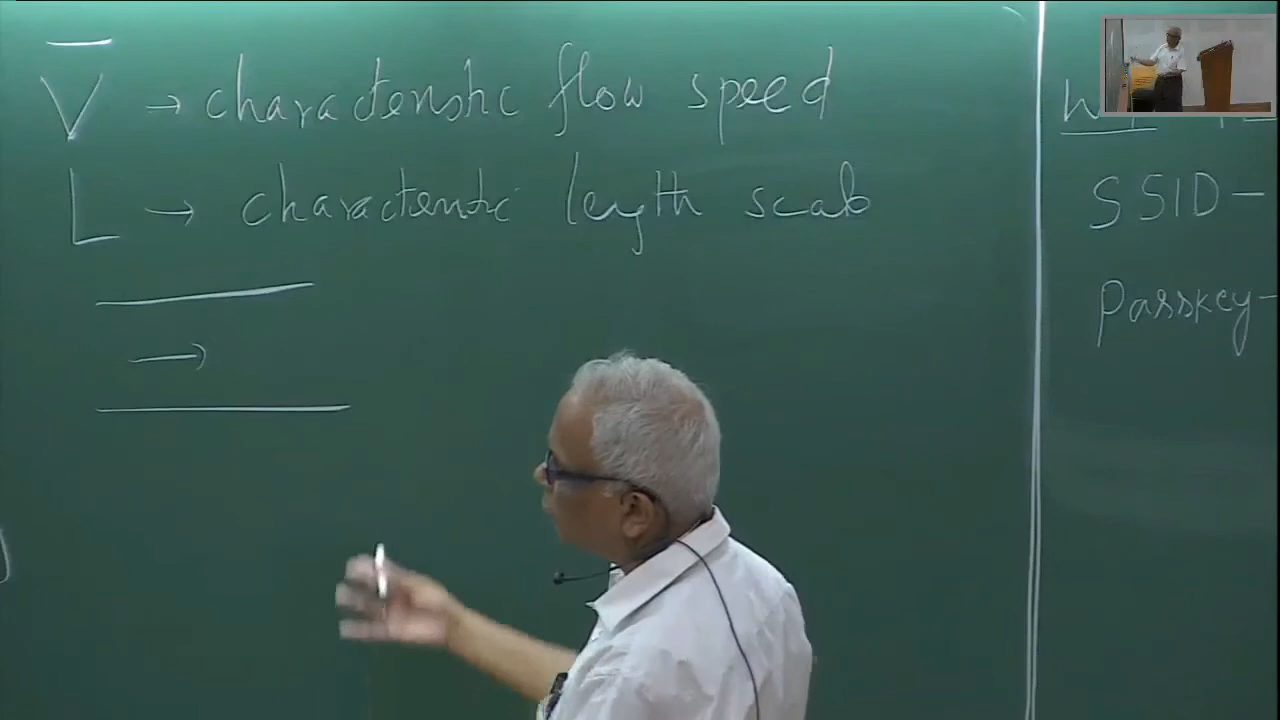 V → characteristic flow speed
L → characteristic length scale
SSID -
Passkey -